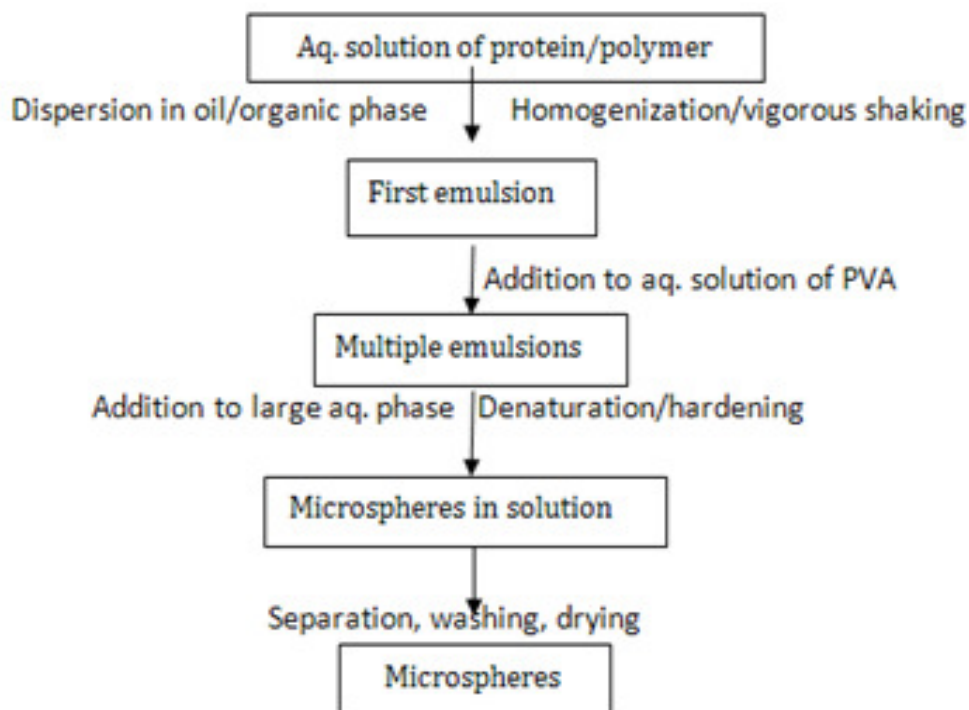 Aq. solution of protein/polymer
Dispersion in oil/organic phase Homogenization/vigorous shaking
First emulsion
Addition to aq. solution of PVA
Multiple emulsions
Addition to large aq. phase Denaturation/hardening
Microspheres in solution
Separation, washing, drying
Microspheres